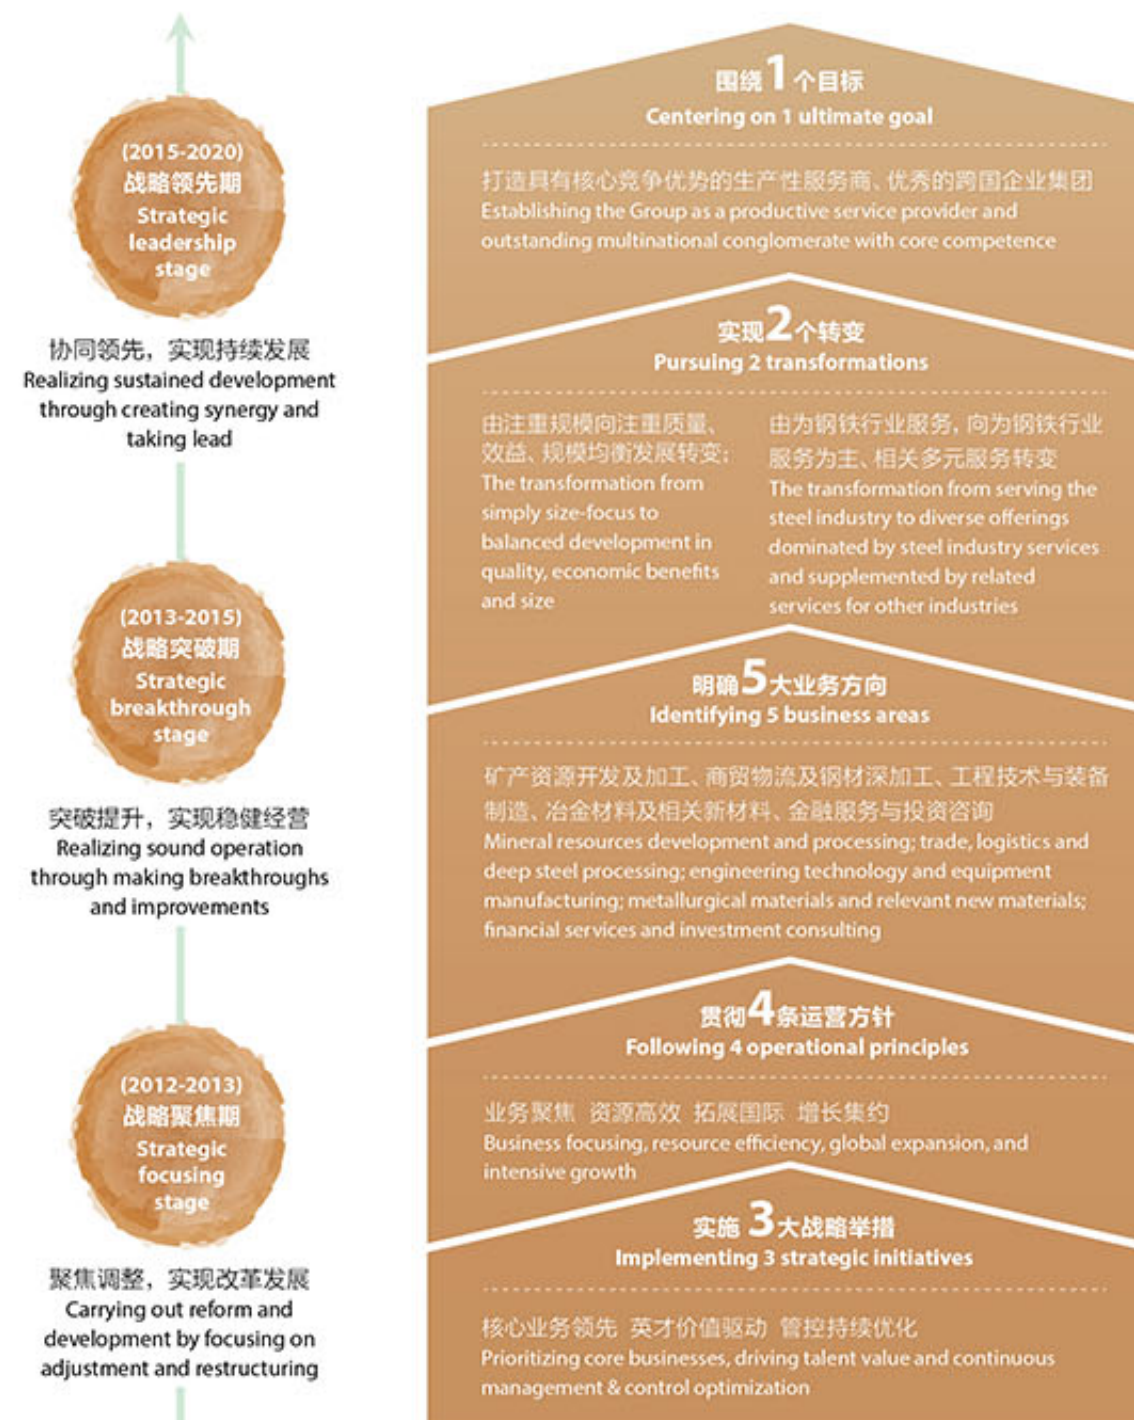 (2015-2020)
战略领先期
Strategic
leadership
stage
协同领先，实现持续发展
Realizing sustained development
through creating synergy and
taking lead
(2013-2015)
战略突破期
Strategic
breakthrough
stage
突破提升，实现稳健经营
Realizing sound operation
through making breakthroughs
and improvements
(2012-2013)
战略聚焦期
Strategic
focusing
stage
聚焦调整，实现改革发展
Carrying out reform and
development by focusing on
adjustment and restructuring
围绕1个目标
Centering on 1 ultimate goal
打造具有核心竞争优势的生产性服务商、优秀的跨国企业集团
Establishing the Group as a productive service provider and
outstanding multinational conglomerate with core competence
实现2个转变
Pursuing 2 transformations
由注重规模向注重质量、
效益、规模均衡发展转变；
The transformation from
simply size-focus to
balanced development in
quality, economic benefits
and size
由为钢铁行业服务，向为钢铁行业
服务为主、相关多元服务转变
The transformation from serving the
steel industry to diverse offerings
dominated by steel industry services
and supplemented by related
services for other industries
明确5大业务方向
Identifying 5 business areas
矿产资源开发及加工、商贸物流及钢材深加工、工程技术与装备
制造、冶金材料及相关新材料、金融服务与投资咨询
Mineral resources development and processing; trade, logistics and
deep steel processing; engineering technology and equipment
manufacturing; metallurgical materials and relevant new materials;
financial services and investment consulting
贯彻4条运营方针
Following 4 operational principles
业务聚焦 资源高效 拓展国际 增长集约
Business focusing, resource efficiency, global expansion, and
intensive growth
实施 3大战略举措
Implementing 3 strategic initiatives
核心业务领先 英才价值驱动 管控持续优化
Prioritizing core businesses, driving talent value and continuous
management & control optimization